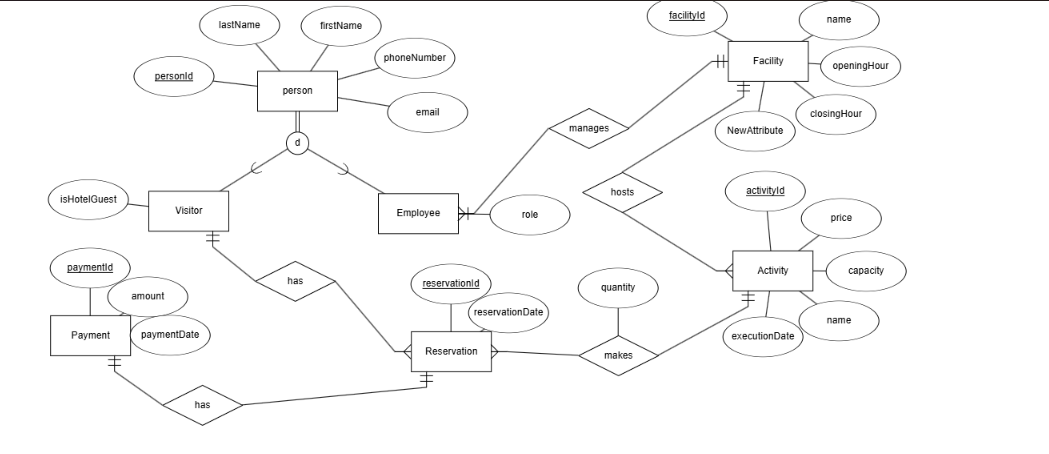 facilityId
name
lastName
firstName
phoneNumber
Facility
openingHour
personId
person
email
closingHour
manages
NewAttribute
d
hosts
activityId
isHotelGuest
Visitor
Employee
role
price
paymentId
has
reservationId
quantity
Activity
capacity
amount
reservationDate
name
Payment
paymentDate
executionDate
Reservation
makes
has